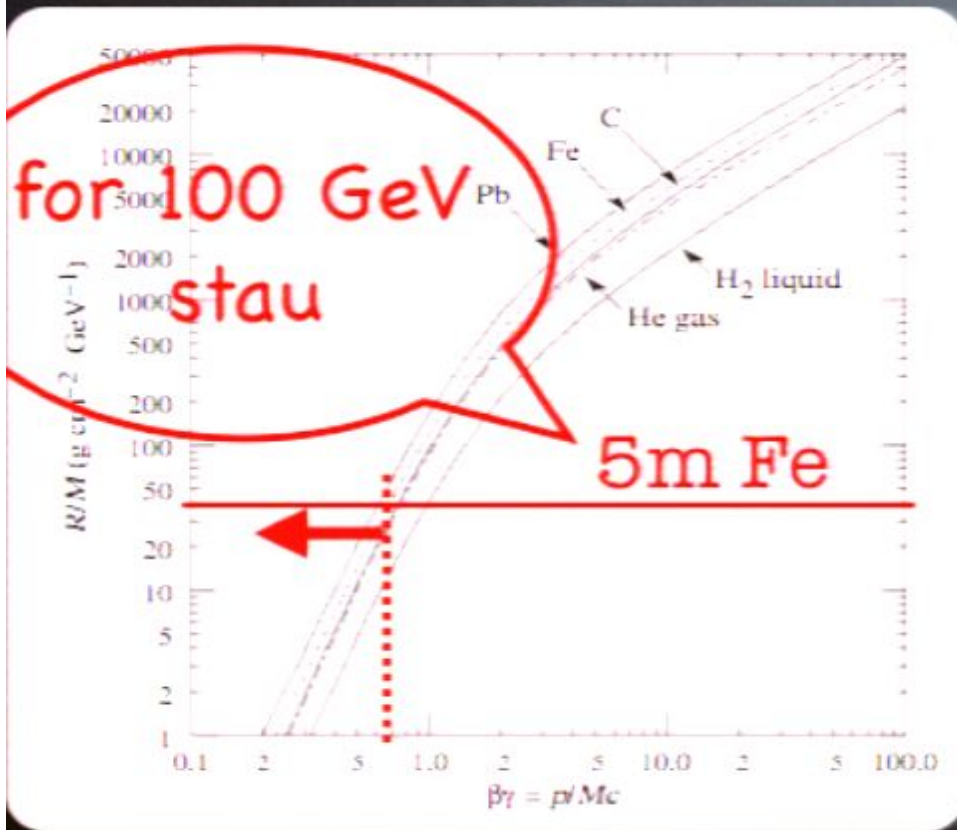 50000
20000
10000
5000
2000
1000
500
200
100
50
20
10
5
2
1
R/M (g cm⁻² GeV⁻¹)
for 100 GeV
stau
Pb
Fe
C
H₂ liquid
He gas
5m Fe
0.1 2 5 1.0 2 5 10.0 2 5 100.0
βγ = p/Mc